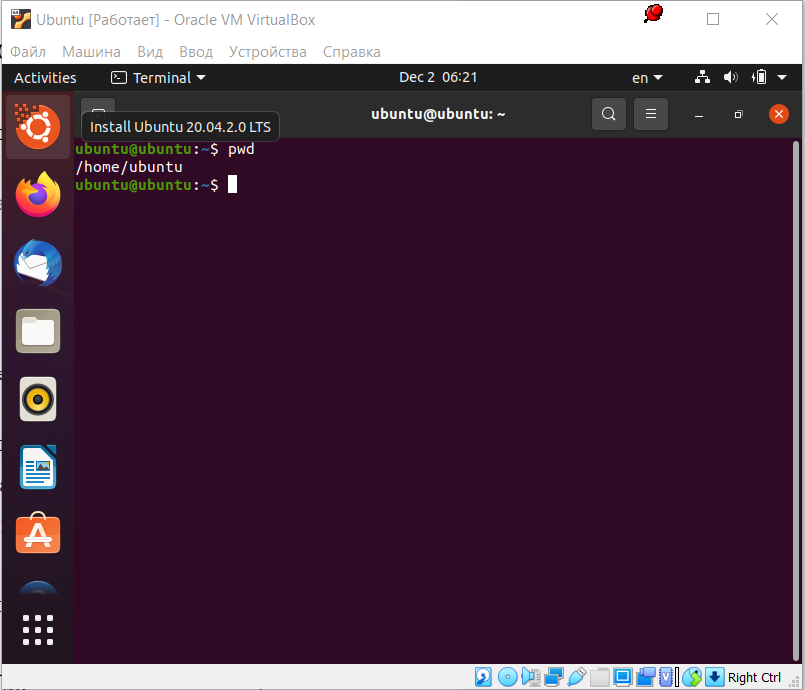 Ubuntu [Работает] - Oracle VM VirtualBox
Файл Машина Вид Ввод Устройства Справка
Activities Terminal Dec 2 06:21 en
ubuntu@ubuntu: ~
Install Ubuntu 20.04.2.0 LTS
ubuntu@ubuntu:~$ pwd
/home/ubuntu
ubuntu@ubuntu:~$
Right Ctrl